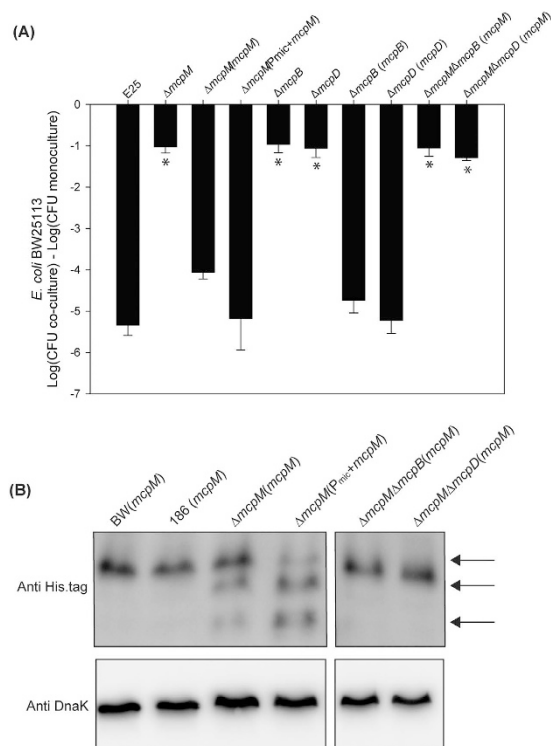 (A)
E25
ΔmcpM
ΔmcpM(mcpM)
ΔmcpM(Pmic+mcpM)
ΔmcpB
ΔmcpD
ΔmcpB (mcpB)
ΔmcpD (mcpD)
ΔmcpMΔmcpB (mcpM)
ΔmcpMΔmcpD (mcpM)
E. coli BW25113
Log(CFU co-culture) - Log(CFU monoculture)
0
-1
-2
-3
-4
-5
-6
-7
* * * * *
(B)
BW(mcpM)
186 (mcpM)
ΔmcpM(mcpM)
ΔmcpM(Pmic+mcpM)
ΔmcpMΔmcpB(mcpM)
ΔmcpMΔmcpD(mcpM)
Anti His.tag
Anti DnaK